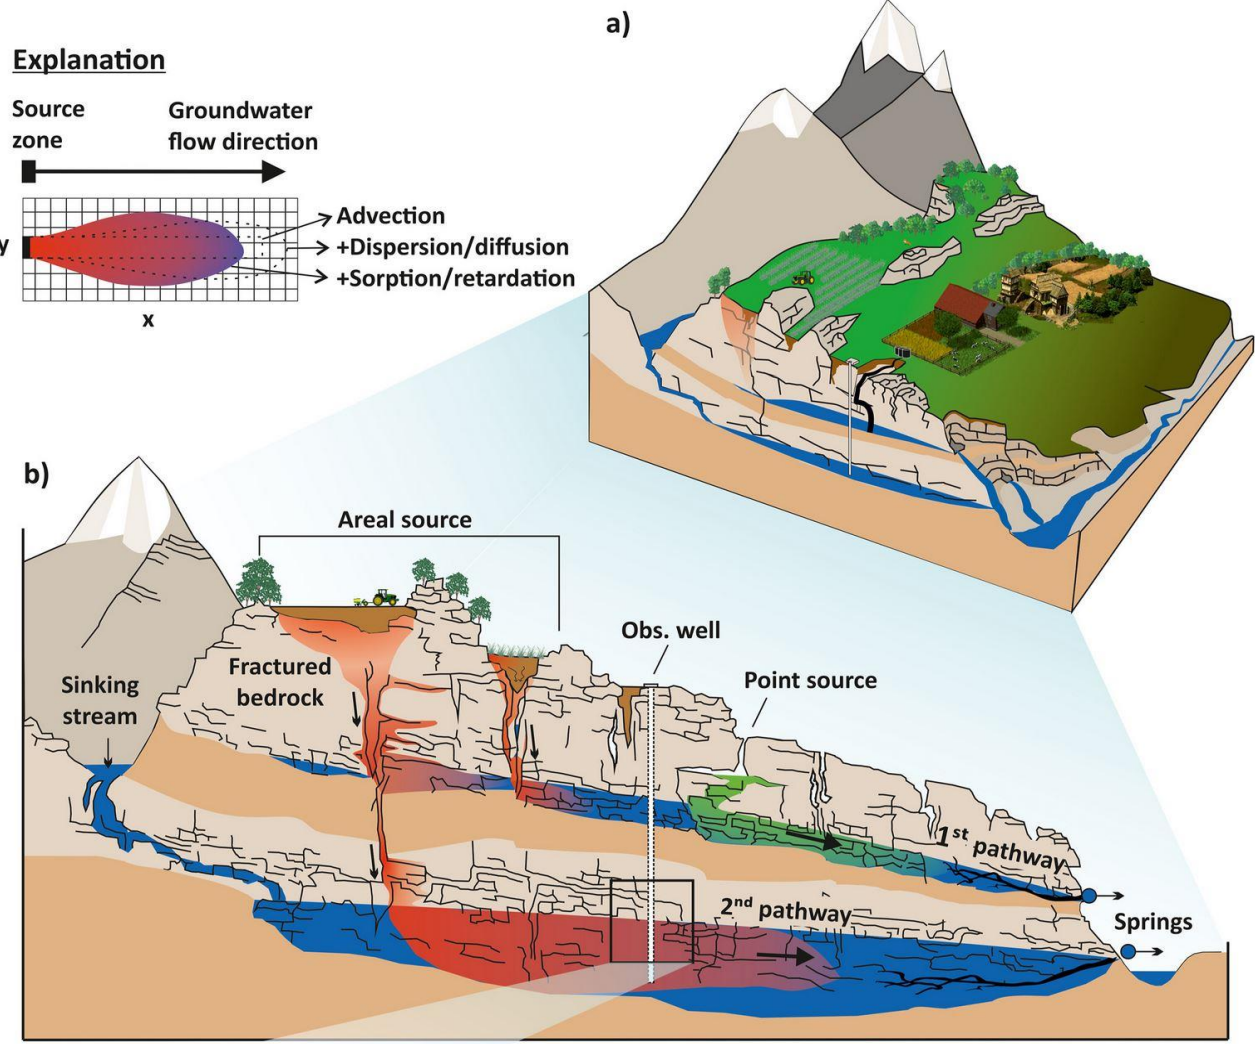 a)
Explanation
Source
zone
Groundwater
flow direction
y
Advection
+Dispersion/diffusion
+Sorption/retardation
x
b)
Areal source
Obs. well
Point source
Fractured
bedrock
Sinking
stream
1st pathway
2nd pathway
Springs